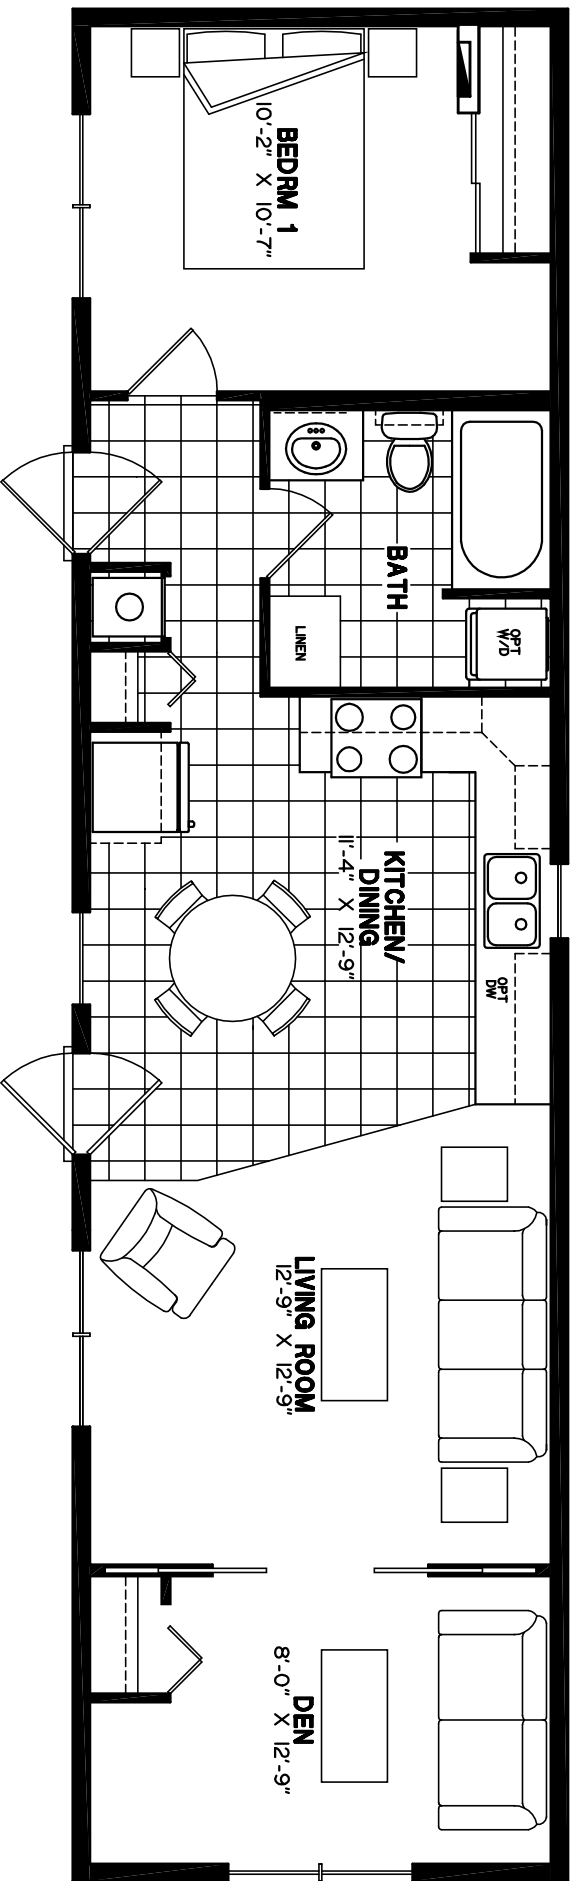 BEDRM 1
10'-2" X 10'-7"
BATH
LINEN
OPT
W/D
KITCHEN/
DINING
11'-4" X 12'-9"
OPT
DW
LIVING ROOM
12'-9" X 12'-9"
DEN
8'-0" X 12'-9"